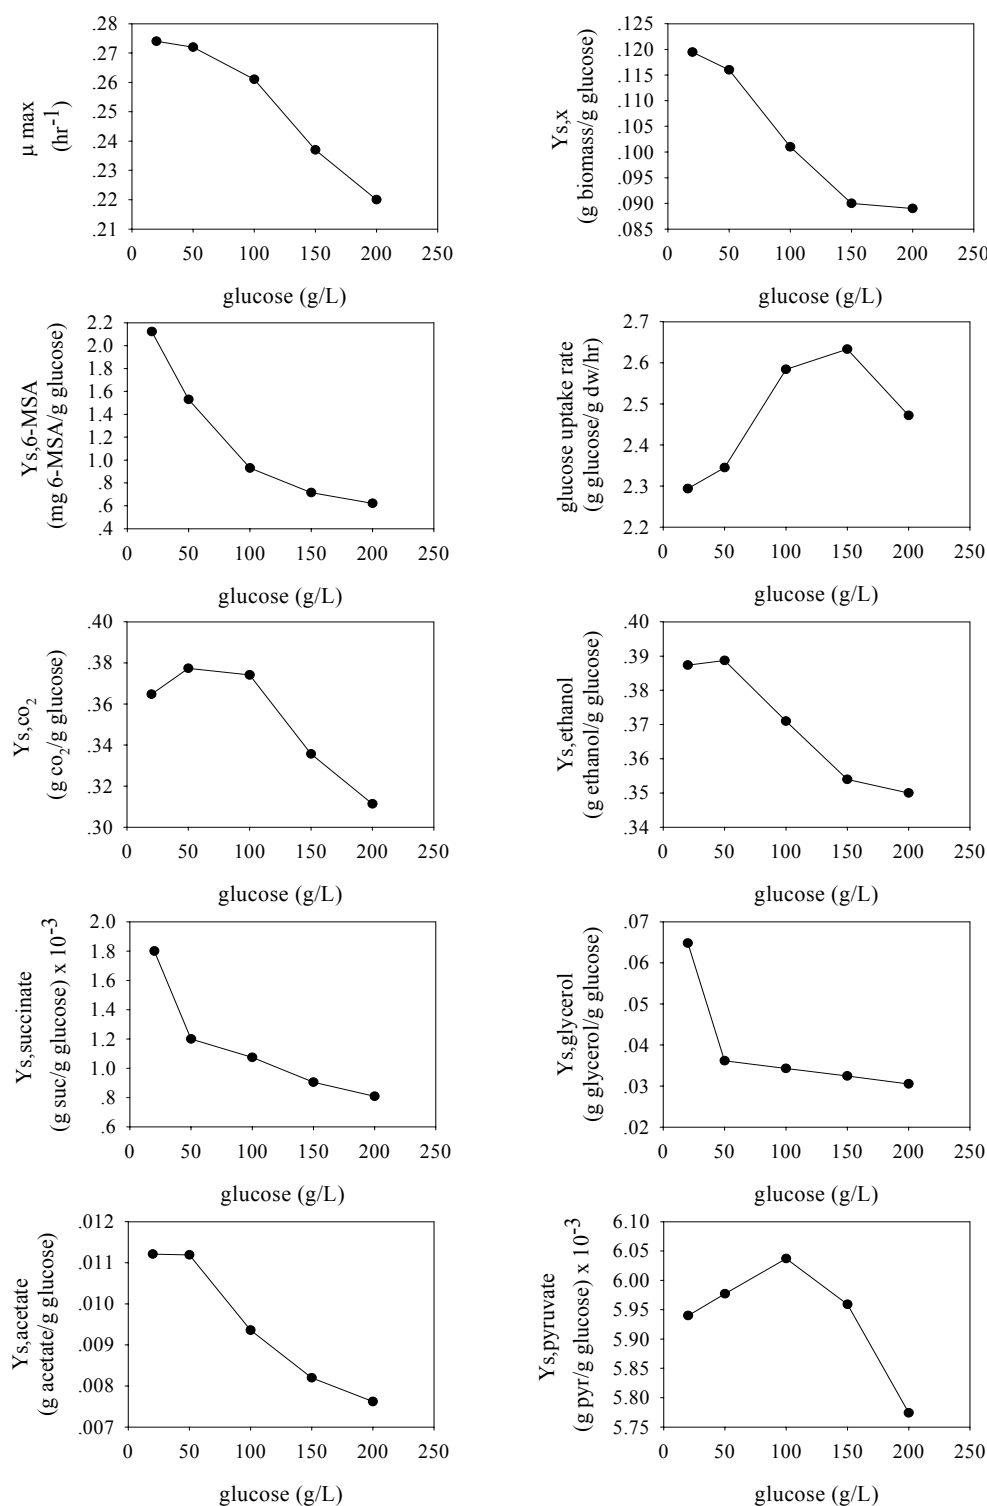 μ max
(hr⁻¹)
.28
.27
.26
.25
.24
.23
.22
.21
0 50 100 150 200 250
glucose (g/L)
Ys,x
(g biomass/g glucose)
.125
.120
.115
.110
.105
.100
.095
.090
.085
0 50 100 150 200 250
glucose (g/L)
Ys,6-MSA
(mg 6-MSA/g glucose)
2.2
2.0
1.8
1.6
1.4
1.2
1.0
.8
.6
.4
0 50 100 150 200 250
glucose (g/L)
glucose uptake rate
(g glucose/g dw/hr)
2.7
2.6
2.5
2.4
2.3
2.2
0 50 100 150 200 250
glucose (g/L)
Ys,co₂
(g co₂/g glucose)
.40
.38
.36
.34
.32
.30
0 50 100 150 200 250
glucose (g/L)
Ys,ethanol
(g ethanol/g glucose)
.40
.39
.38
.37
.36
.35
.34
0 50 100 150 200 250
glucose (g/L)
Ys,succinate
(g suc/g glucose) x 10⁻³
2.0
1.8
1.6
1.4
1.2
1.0
.8
.6
0 50 100 150 200 250
glucose (g/L)
Ys,glycerol
(g glycerol/g glucose)
.07
.06
.05
.04
.03
.02
0 50 100 150 200 250
glucose (g/L)
Ys,acetate
(g acetate/g glucose)
.012
.011
.010
.009
.008
.007
0 50 100 150 200 250
glucose (g/L)
Ys,pyruvate
(g pyr/g glucose) x 10⁻³
6.10
6.05
6.00
5.95
5.90
5.85
5.80
5.75
0 50 100 150 200 250
glucose (g/L)